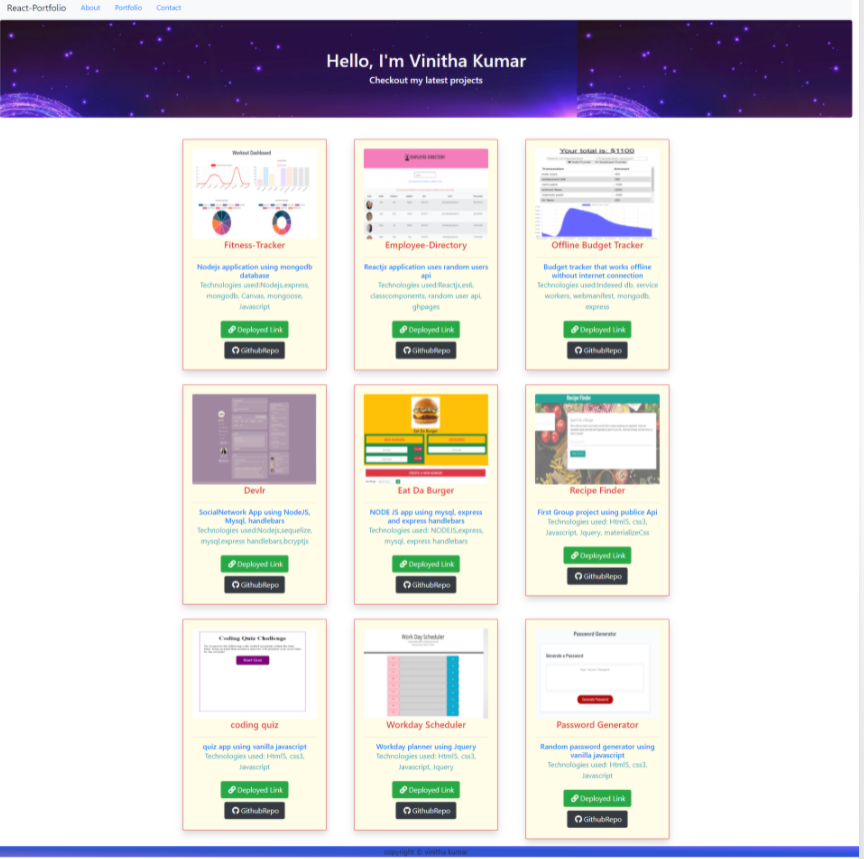 React-Portfolio About Portfolio Contact
Hello, I'm Vinitha Kumar
Checkout my latest projects
Workout Dashboard
Fitness-Tracker
Nodejs application using mongodb
database
Technologies used:Nodejs,express,
mongodb, Canvas, mongoose,
Javascript
Deployed Link
GithubRepo
EMPLOYEE DIRECTORY
Employee-Directory
Reactjs application uses random users
api
Technologies used:Reactjs,es6,
classcomponents, random user api,
ghpages
Deployed Link
GithubRepo
Your total is: $1100
Offline Budget Tracker
Budget tracker that works offline
without internet connection
Technologies used:Indexed db, service
workers, webmanifest, mongodb,
express
Deployed Link
GithubRepo
Devlr
SocialNetwork App using NodeJS,
Mysql, handlebars
Technologies used:Nodejs,sequelize,
mysql,express handlebars,bcryptjs
Deployed Link
GithubRepo
Eat Da Burger
Eat Da Burger
NODE JS app using mysql, express
and express handlebars
Technologies used: NODEJS,express,
mysql, express handlebars
Deployed Link
GithubRepo
Recipe Finder
Recipe Finder
First Group project using publice Api
Technologies used: Html5, css3,
Javascript, Jquery, materializeCss
Deployed Link
GithubRepo
Coding Quiz Challenge
Start Quiz
coding quiz
quiz app using vanilla javascript
Technologies used: Html5, css3,
Javascript
Deployed Link
GithubRepo
Work Day Scheduler
Workday Scheduler
Workday planner using Jquery
Technologies used: Html5, css3,
Javascript, Jquery
Deployed Link
GithubRepo
Password Generator
Generate a Password
Generate Password
Password Generator
Random password generator using
vanilla javascript
Technologies used: Html5, css3,
Javascript
Deployed Link
GithubRepo
copyright © vinitha kumar